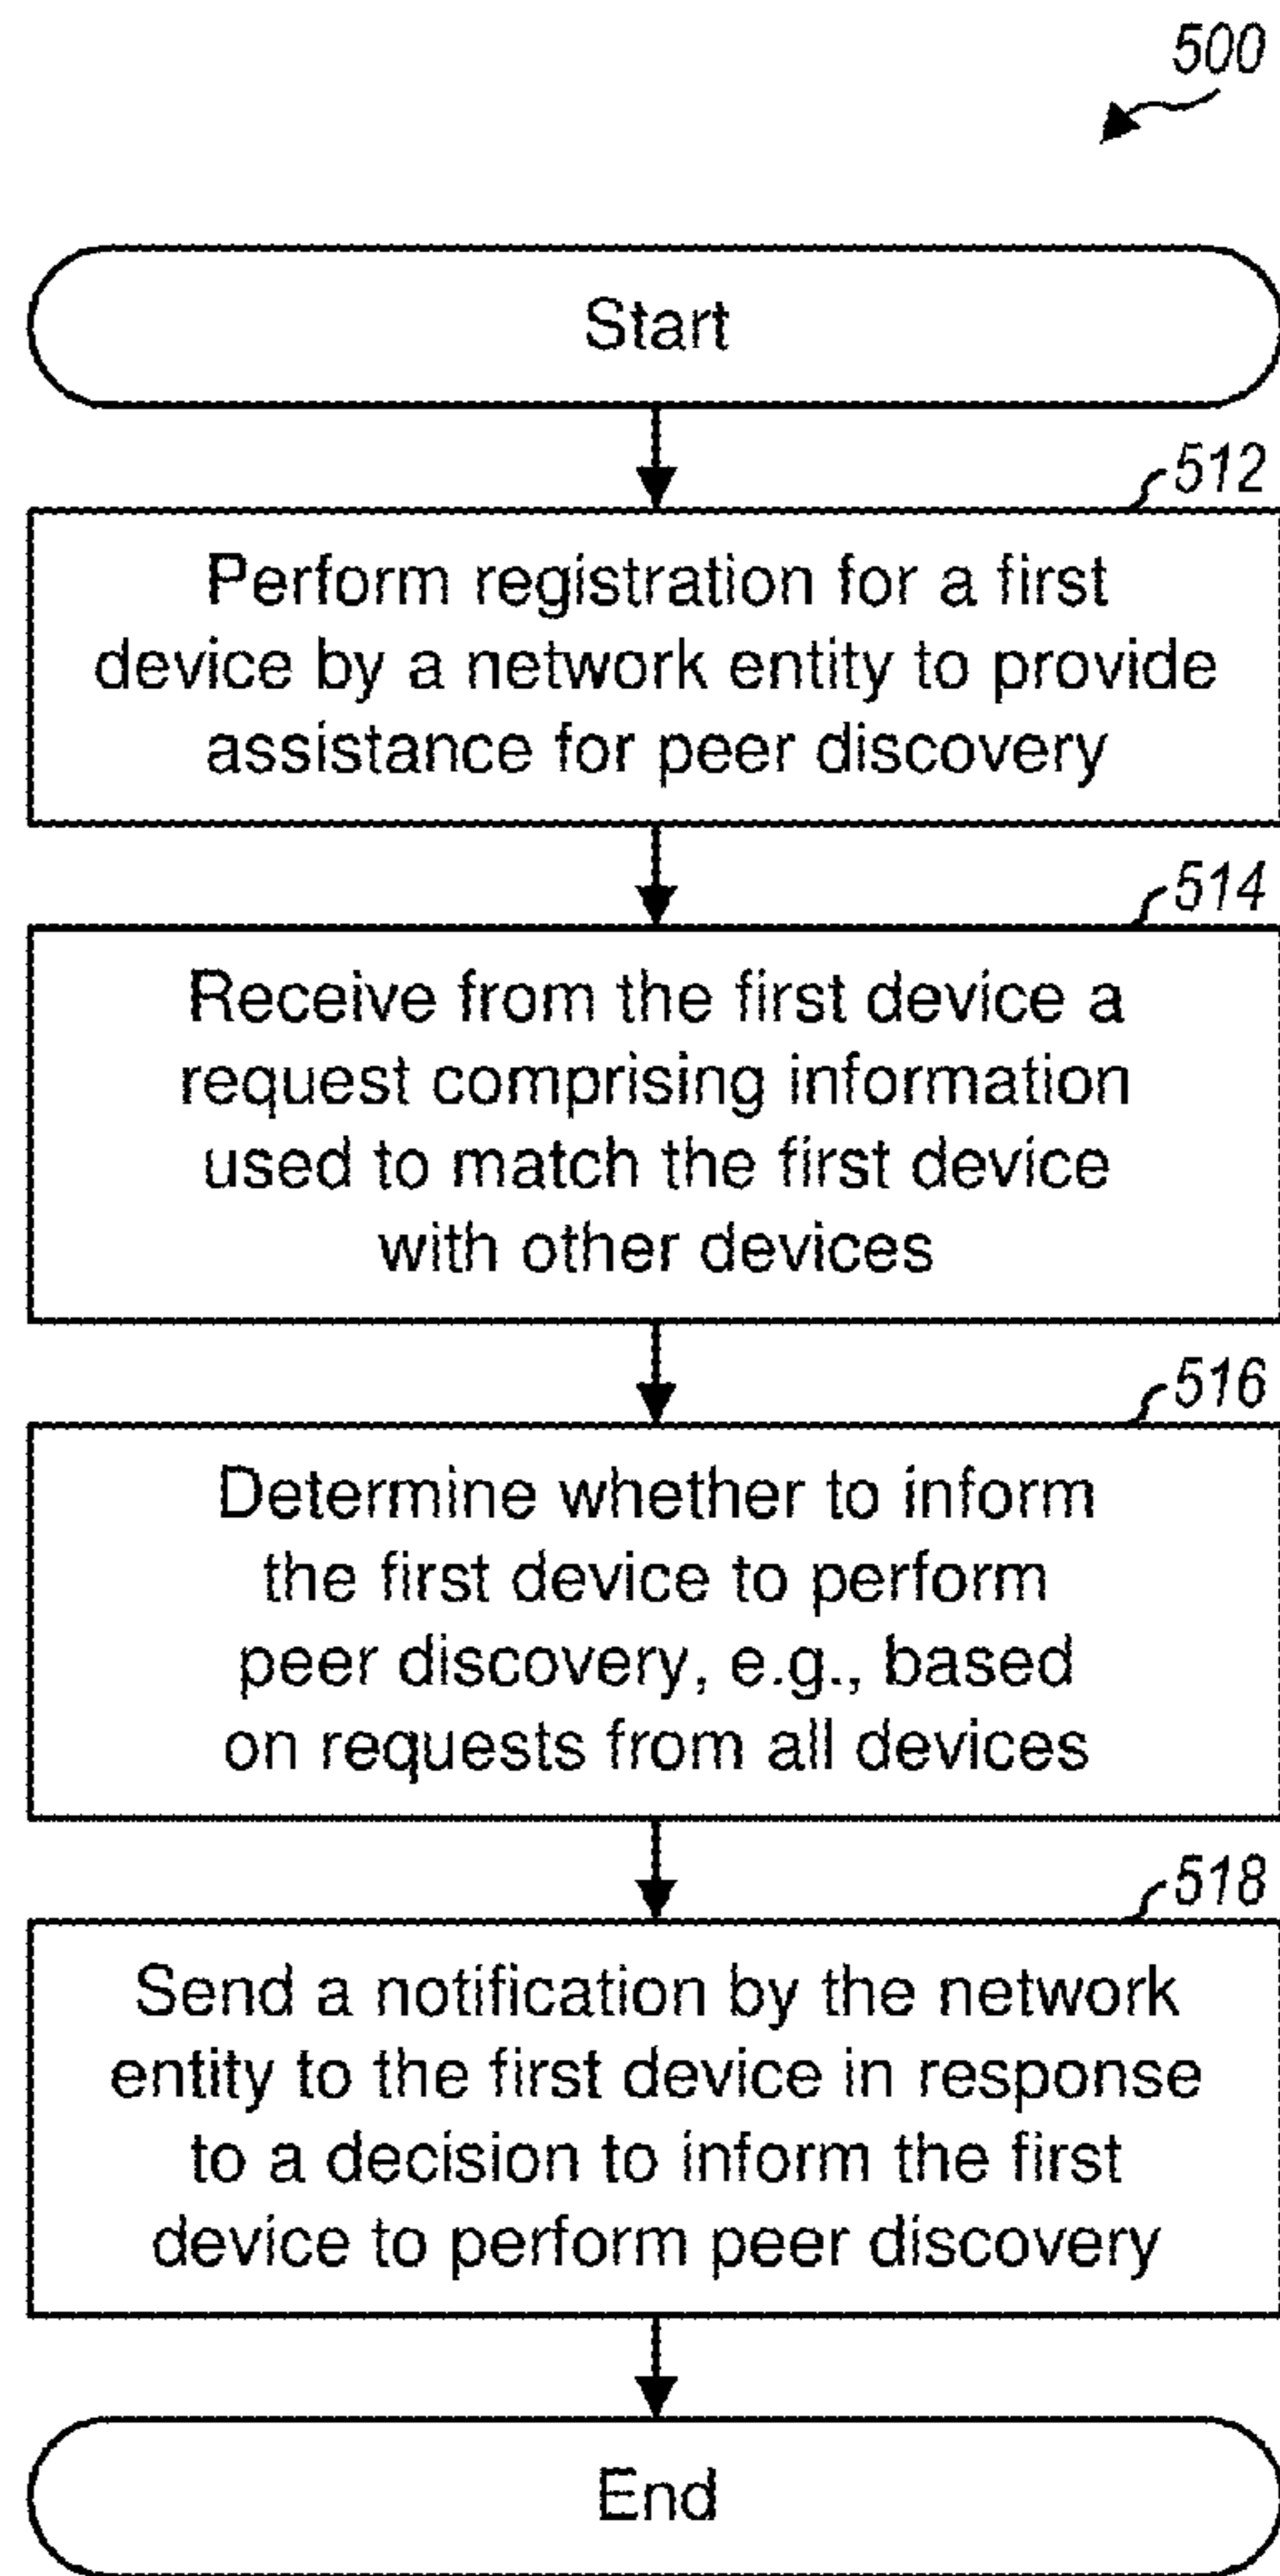 500
Start
512
Perform registration for a first
device by a network entity to provide
assistance for peer discovery
514
Receive from the first device a
request comprising information
used to match the first device
with other devices
516
Determine whether to inform
the first device to perform
peer discovery, e.g., based
on requests from all devices
518
Send a notification by the network
entity to the first device in response
to a decision to inform the first
device to perform peer discovery
End